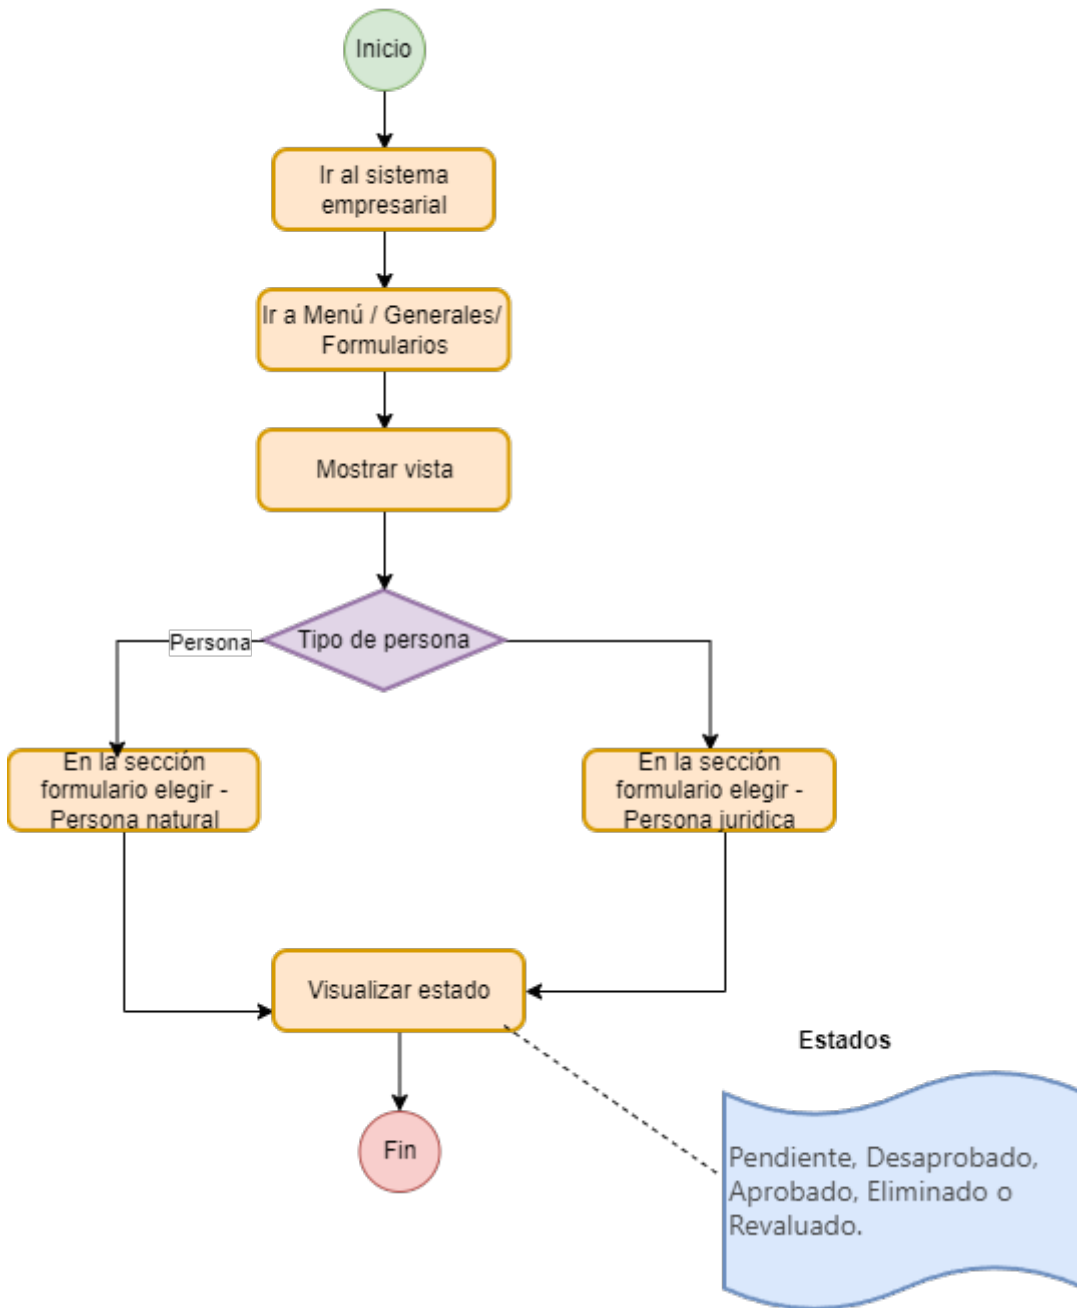 Inicio
Ir al sistema
empresarial
Ir a Menú / Generales/
Formularios
Mostrar vista
Tipo de persona
Persona
En la sección
formulario elegir -
Persona natural
En la sección
formulario elegir -
Persona juridica
Visualizar estado
Estados
Fin
Pendiente, Desaprobado,
Aprobado, Eliminado o
Revaluado.